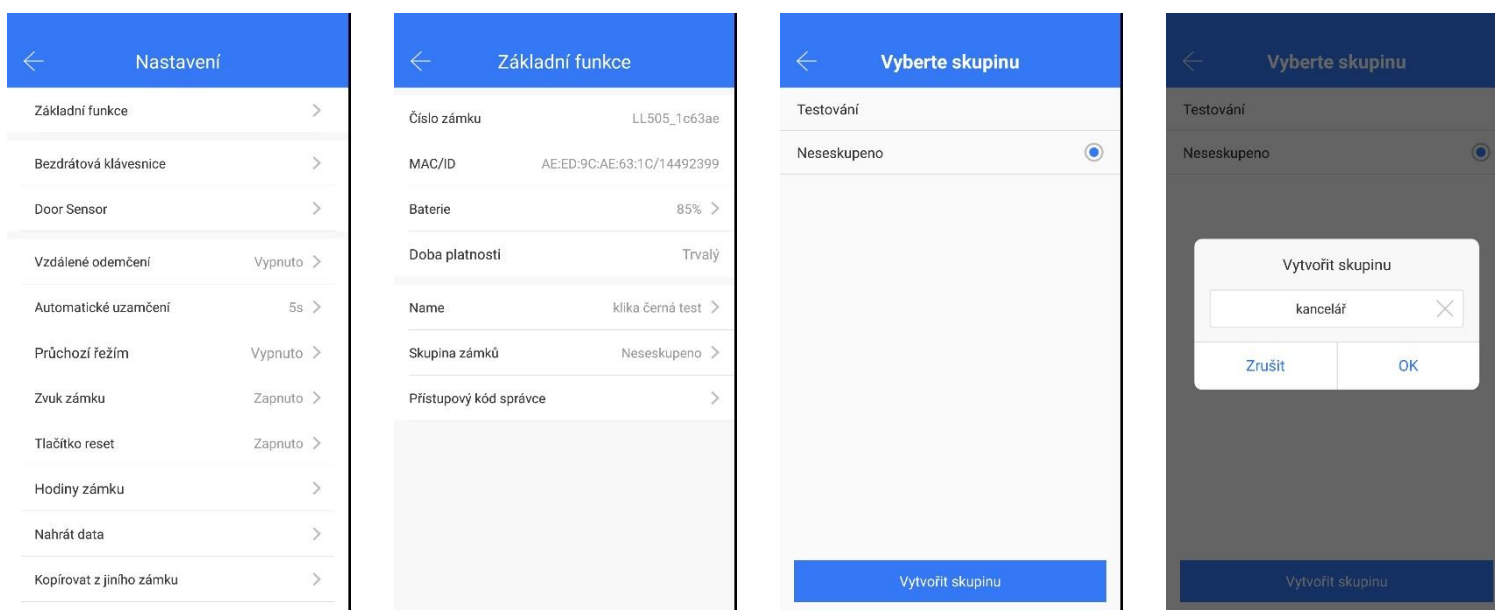 Nastavení
Základní funkce
Bezdrátová klávesnice
Door Sensor
Vzdálené odemčení Vypnuto
Automatické uzamčení 5s
Průchozí řežím Vypnuto
Zvuk zámku Zapnuto
Tlačítko reset Zapnuto
Hodiny zámku
Nahrát data
Kopírovat z jiního zámku
Základní funkce
Číslo zámku LL505_1c63ae
MAC/ID AE:ED:9C:AE:63:1C/14492399
Baterie 85%
Doba platnosti Trvalý
Name klika černá test
Skupina zámků Neseskupeno
Přístupový kód správce
Vyberte skupinu
Testování
Neseskupeno
Vytvořit skupinu
Vyberte skupinu
Testování
Neseskupeno
Vytvořit skupinu
kancelář
Zrušit OK
Vytvořit skupinu